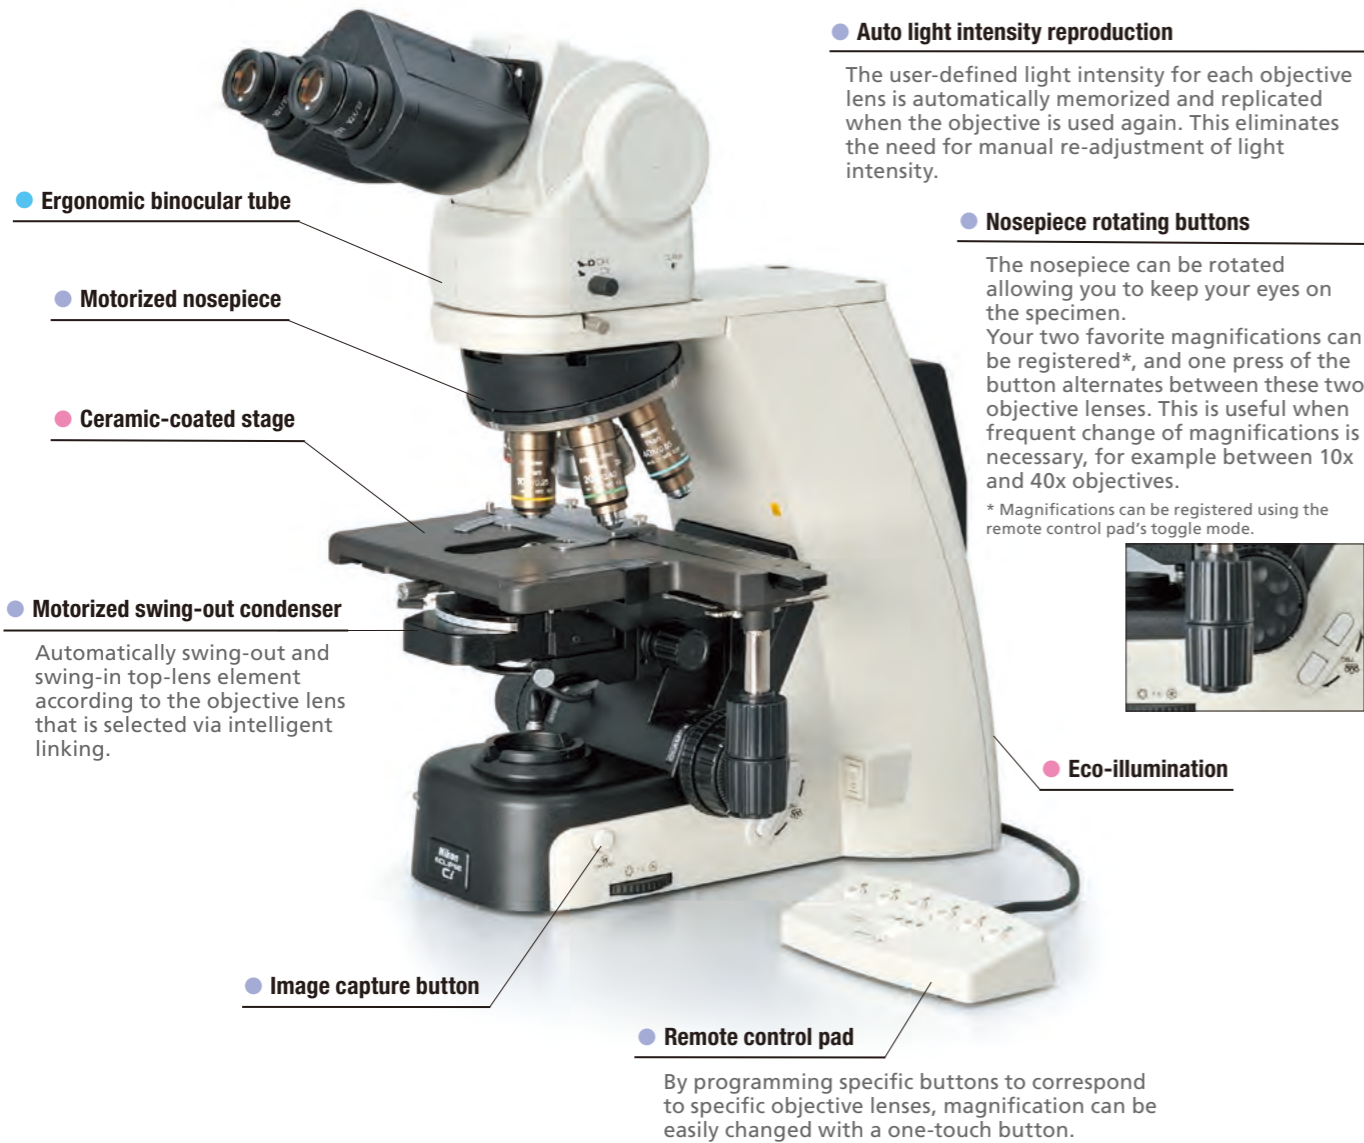 Auto light intensity reproduction
The user-defined light intensity for each objective
lens is automatically memorized and replicated
when the objective is used again. This eliminates
the need for manual re-adjustment of light
intensity.
Ergonomic binocular tube
Nosepiece rotating buttons
The nosepiece can be rotated
allowing you to keep your eyes on
the specimen.
Your two favorite magnifications can
be registered*, and one press of the
button alternates between these two
objective lenses. This is useful when
frequent change of magnifications is
necessary, for example between 10x
and 40x objectives.
* Magnifications can be registered using the
remote control pad's toggle mode.
Motorized nosepiece
Ceramic-coated stage
Motorized swing-out condenser
Automatically swing-out and
swing-in top-lens element
according to the objective lens
that is selected via intelligent
linking.
Eco-illumination
Nikon
ECLIPSE
Ci
Image capture button
Remote control pad
By programming specific buttons to correspond
to specific objective lenses, magnification can be
easily changed with a one-touch button.